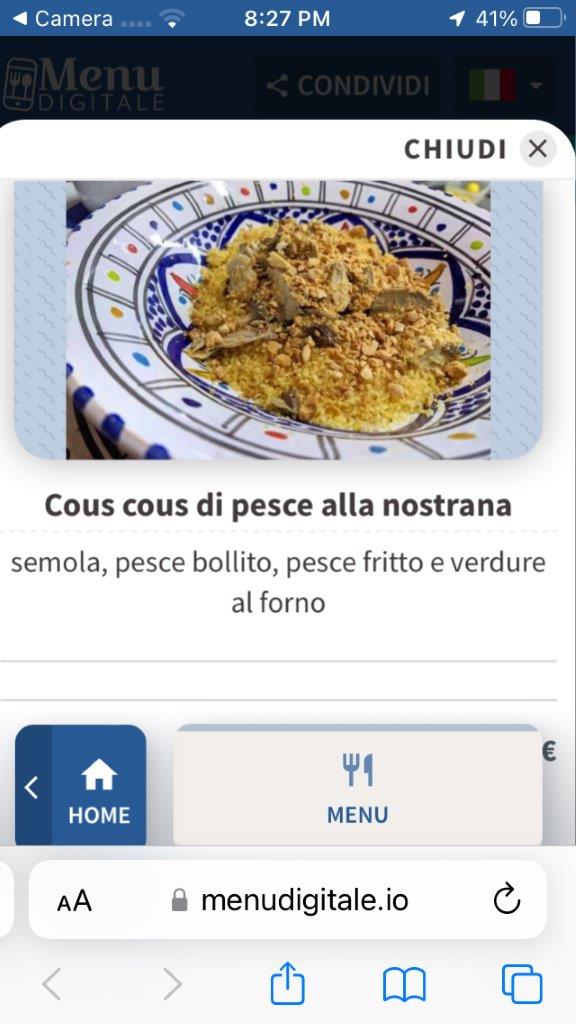 Camera
8:27 PM
41%
Menu
DIGITALE
CONDIVIDI
CHIUDI
Cous cous di pesce alla nostrana
semola, pesce bollito, pesce fritto e verdure
al forno
€
HOME
MENU
AA
menudigitale.io